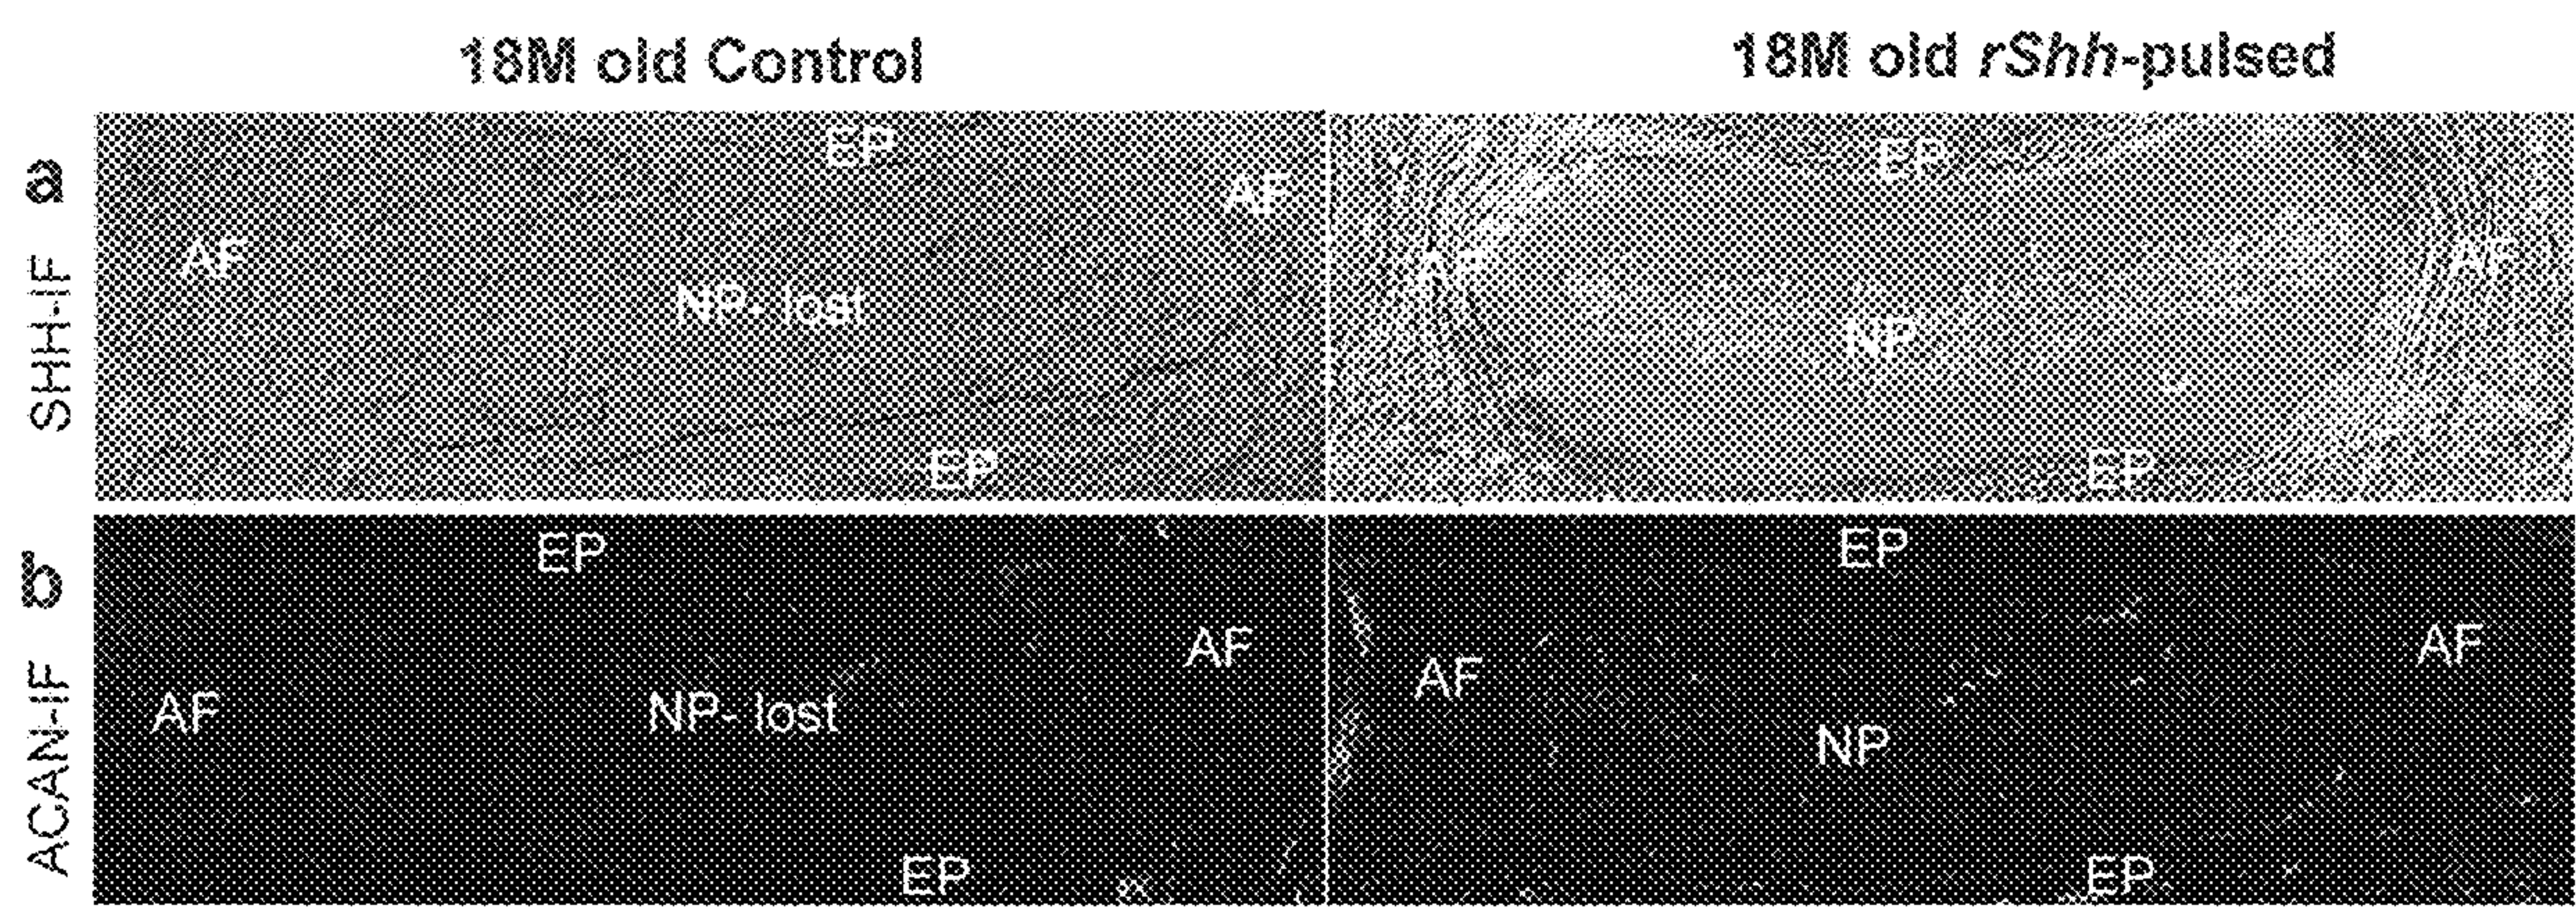 18M old Control
18M old rShh-pulsed
a
SHH-IF
EP
AF
AF
NP- lost
EP
EP
AF
AF
NP
EP
b
ACAN-IF
EP
AF
AF
NP- lost
EP
EP
AF
AF
NP
EP